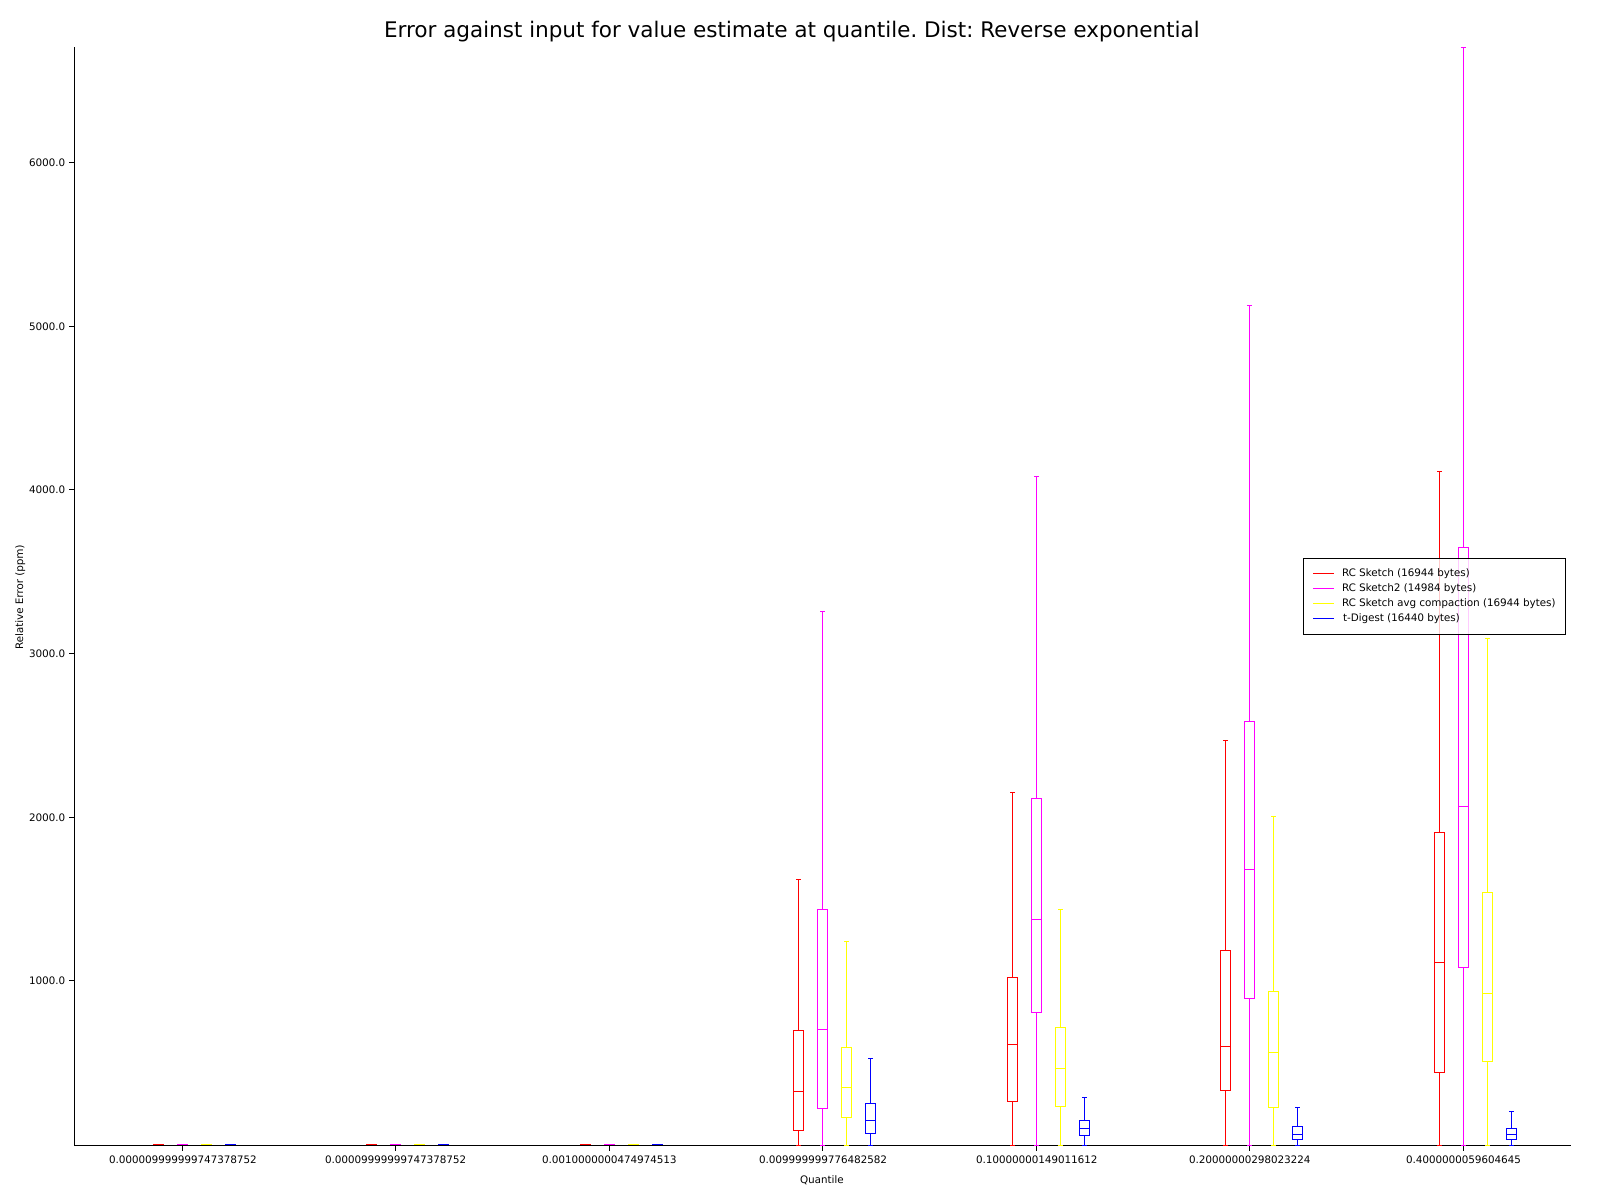 Error against input for value estimate at quantile. Dist: Reverse exponential
6000.0
5000.0
4000.0
3000.0
2000.0
1000.0
Relative Error (ppm)
RC Sketch (16944 bytes)
RC Sketch2 (14984 bytes)
RC Sketch avg compaction (16944 bytes)
t-Digest (16440 bytes)
0.000009999999747378752
0.00009999999747378752
0.0010000000474974513
0.009999999776482582
0.10000000149011612
0.20000000298023224
0.4000000059604645
Quantile